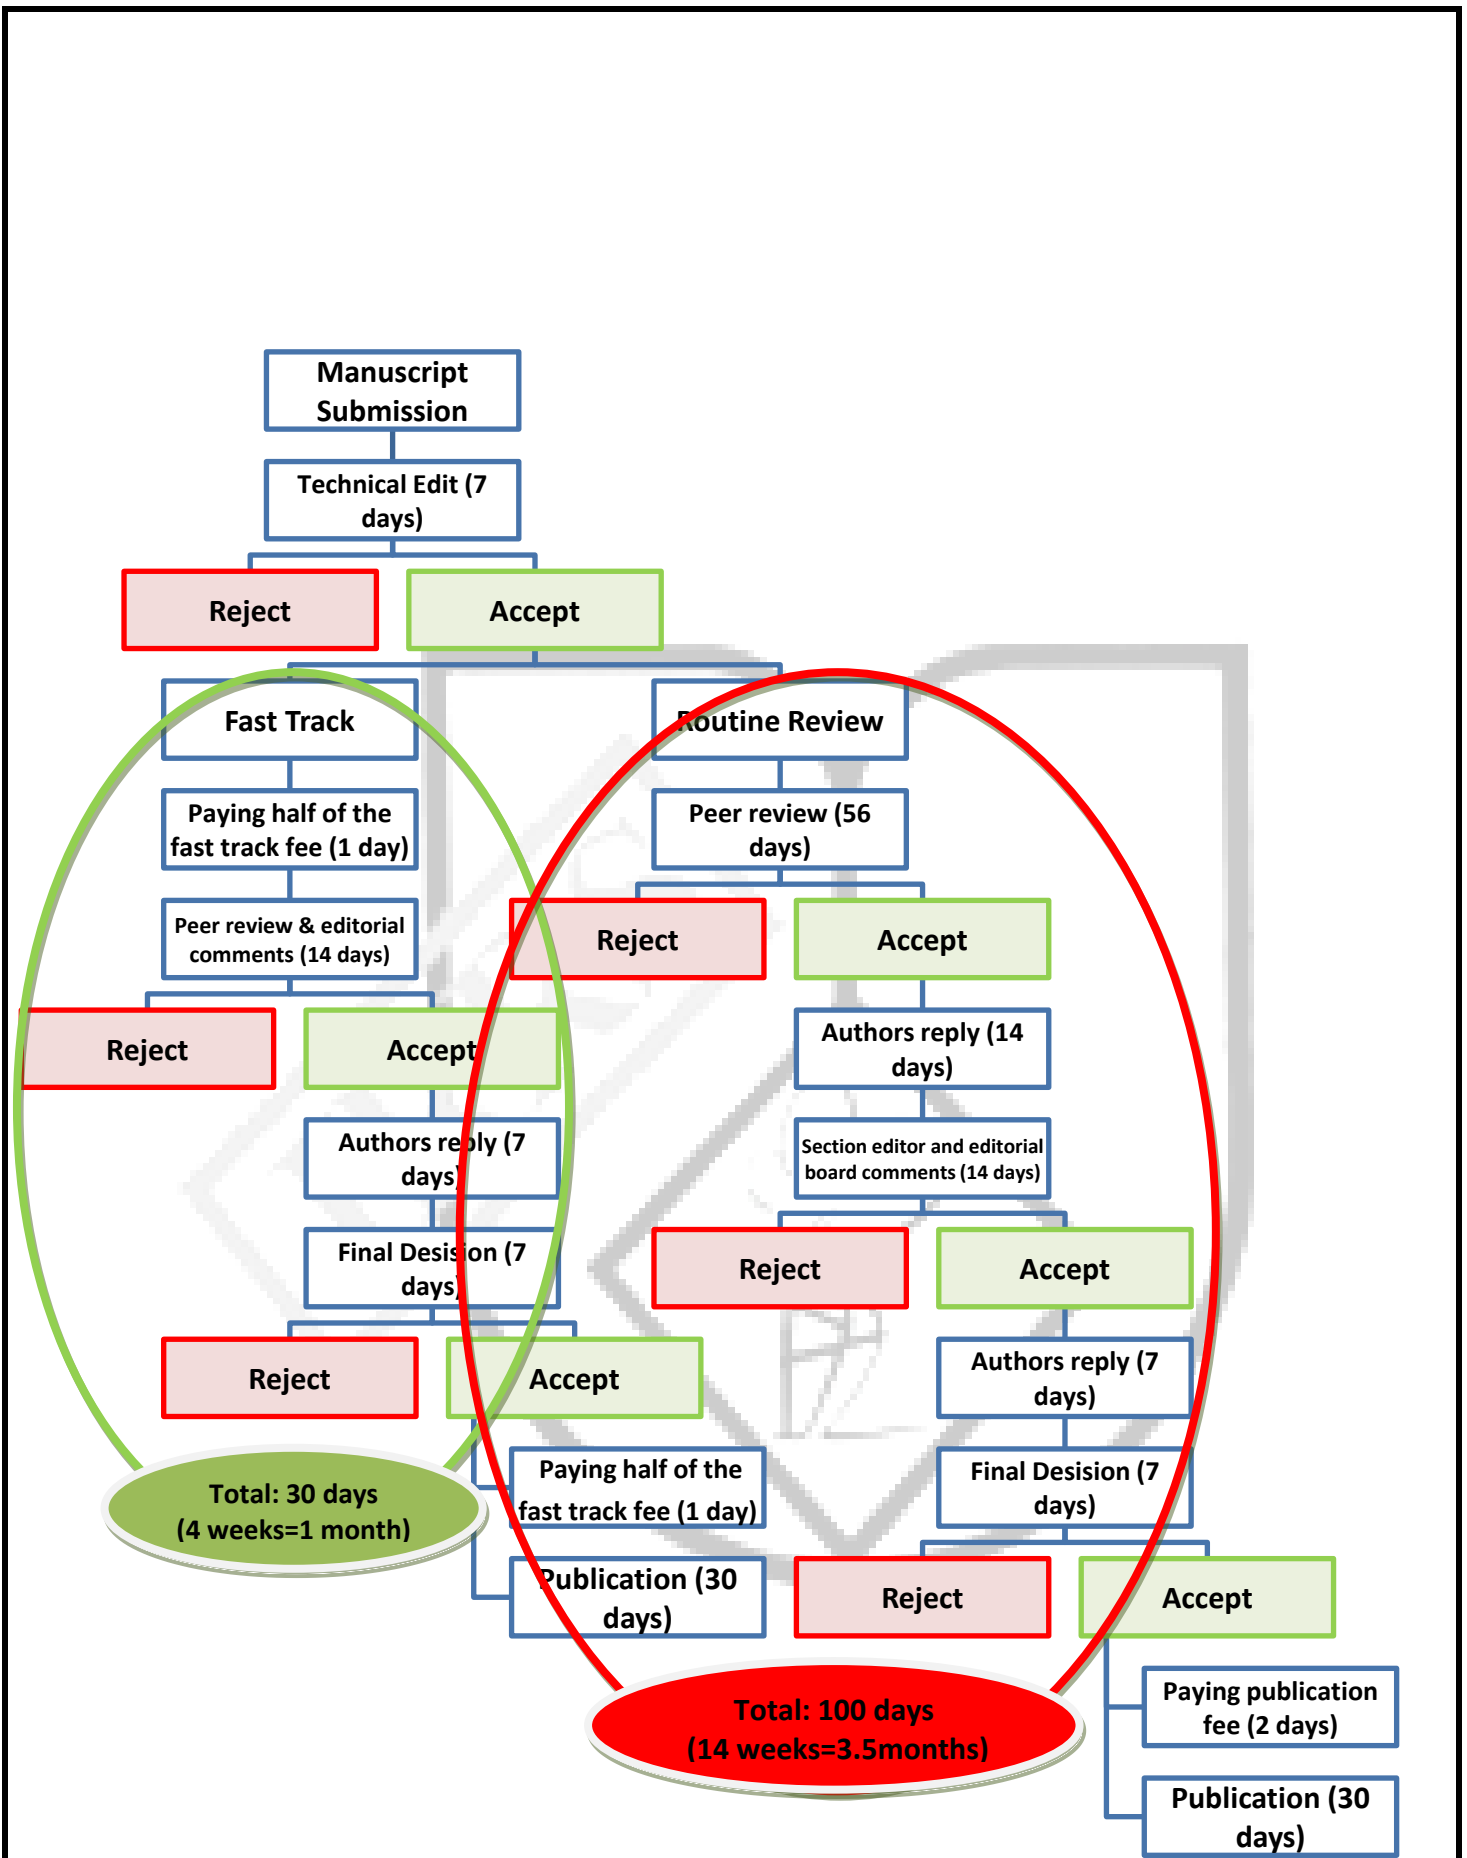 Manuscript
Submission
Technical Edit (7
days)
Reject
Accept
Fast Track
Routine Review
Paying half of the
fast track fee (1 day)
Peer review (56
days)
Peer review & editorial
comments (14 days)
Reject
Accept
Reject
Accept
Authors reply (14
days)
Authors reply (7
days)
Section editor and editorial
board comments (14 days)
Final Desision (7
days)
Reject
Accept
Reject
Accept
Authors reply (7
days)
Paying half of the
fast track fee (1 day)
Final Desision (7
days)
Total: 30 days
(4 weeks=1 month)
Publication (30
days)
Reject
Accept
Total: 100 days
(14 weeks=3.5months)
Paying publication
fee (2 days)
Publication (30
days)